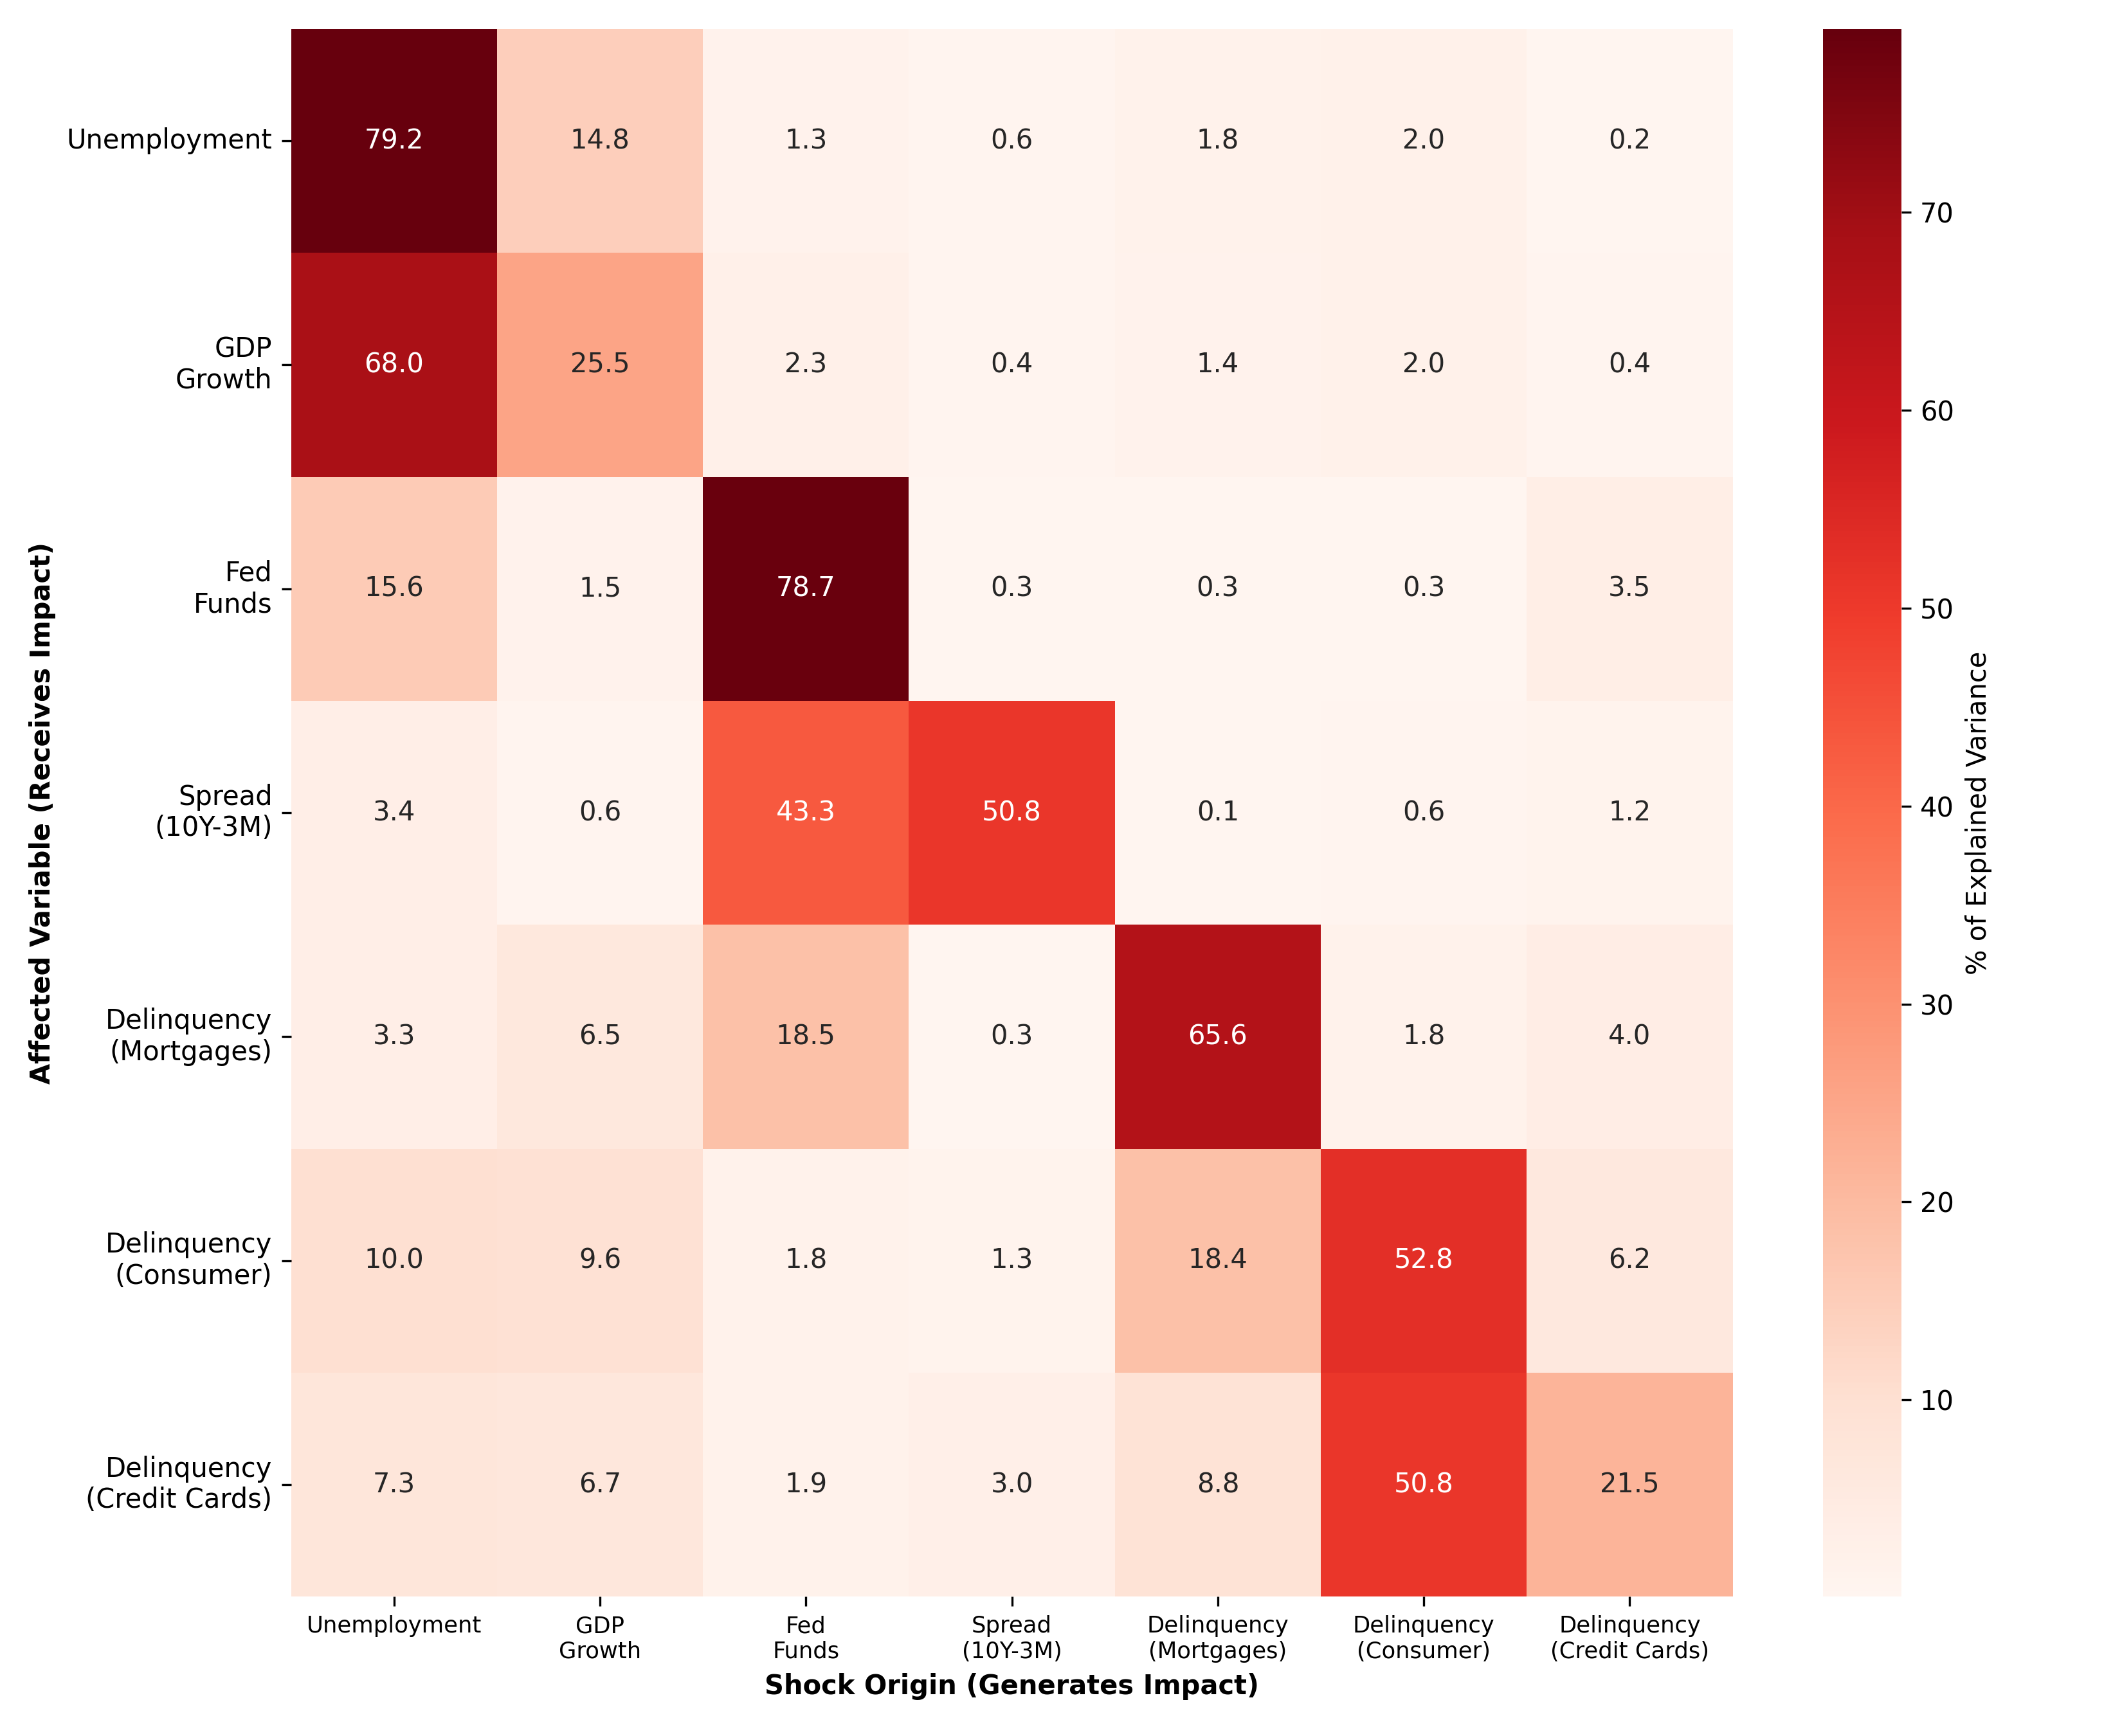 Unemployment
79.2 14.8 1.3 0.6 1.8 2.0 0.2
GDP
Growth
68.0 25.5 2.3 0.4 1.4 2.0 0.4
Fed
Funds
15.6 1.5 78.7 0.3 0.3 0.3 3.5
Spread
(10Y-3M)
3.4 0.6 43.3 50.8 0.1 0.6 1.2
Delinquency
(Mortgages)
3.3 6.5 18.5 0.3 65.6 1.8 4.0
Delinquency
(Consumer)
10.0 9.6 1.8 1.3 18.4 52.8 6.2
Delinquency
(Credit Cards)
7.3 6.7 1.9 3.0 8.8 50.8 21.5
Affected Variable (Receives Impact)
Unemployment
GDP
Growth
Fed
Funds
Spread
(10Y-3M)
Delinquency
(Mortgages)
Delinquency
(Consumer)
Delinquency
(Credit Cards)
Shock Origin (Generates Impact)
70
60
50
40
30
20
10
% of Explained Variance